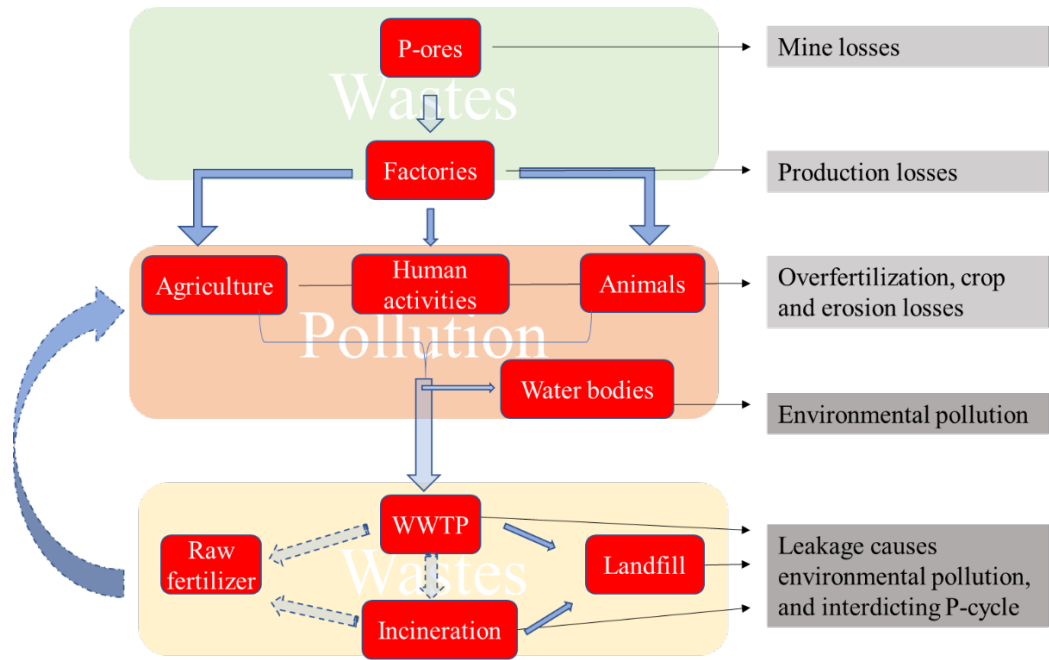 P-ores
Mine losses
Wastes
Factories
Production losses
Agriculture
Human
activities
Animals
Overfertilization, crop
and erosion losses
Pollution
Water bodies
Environmental pollution
WWTP
Raw
fertilizer
Wastes
Landfill
Leakage causes
environmental pollution,
and interdicting P-cycle
Incineration